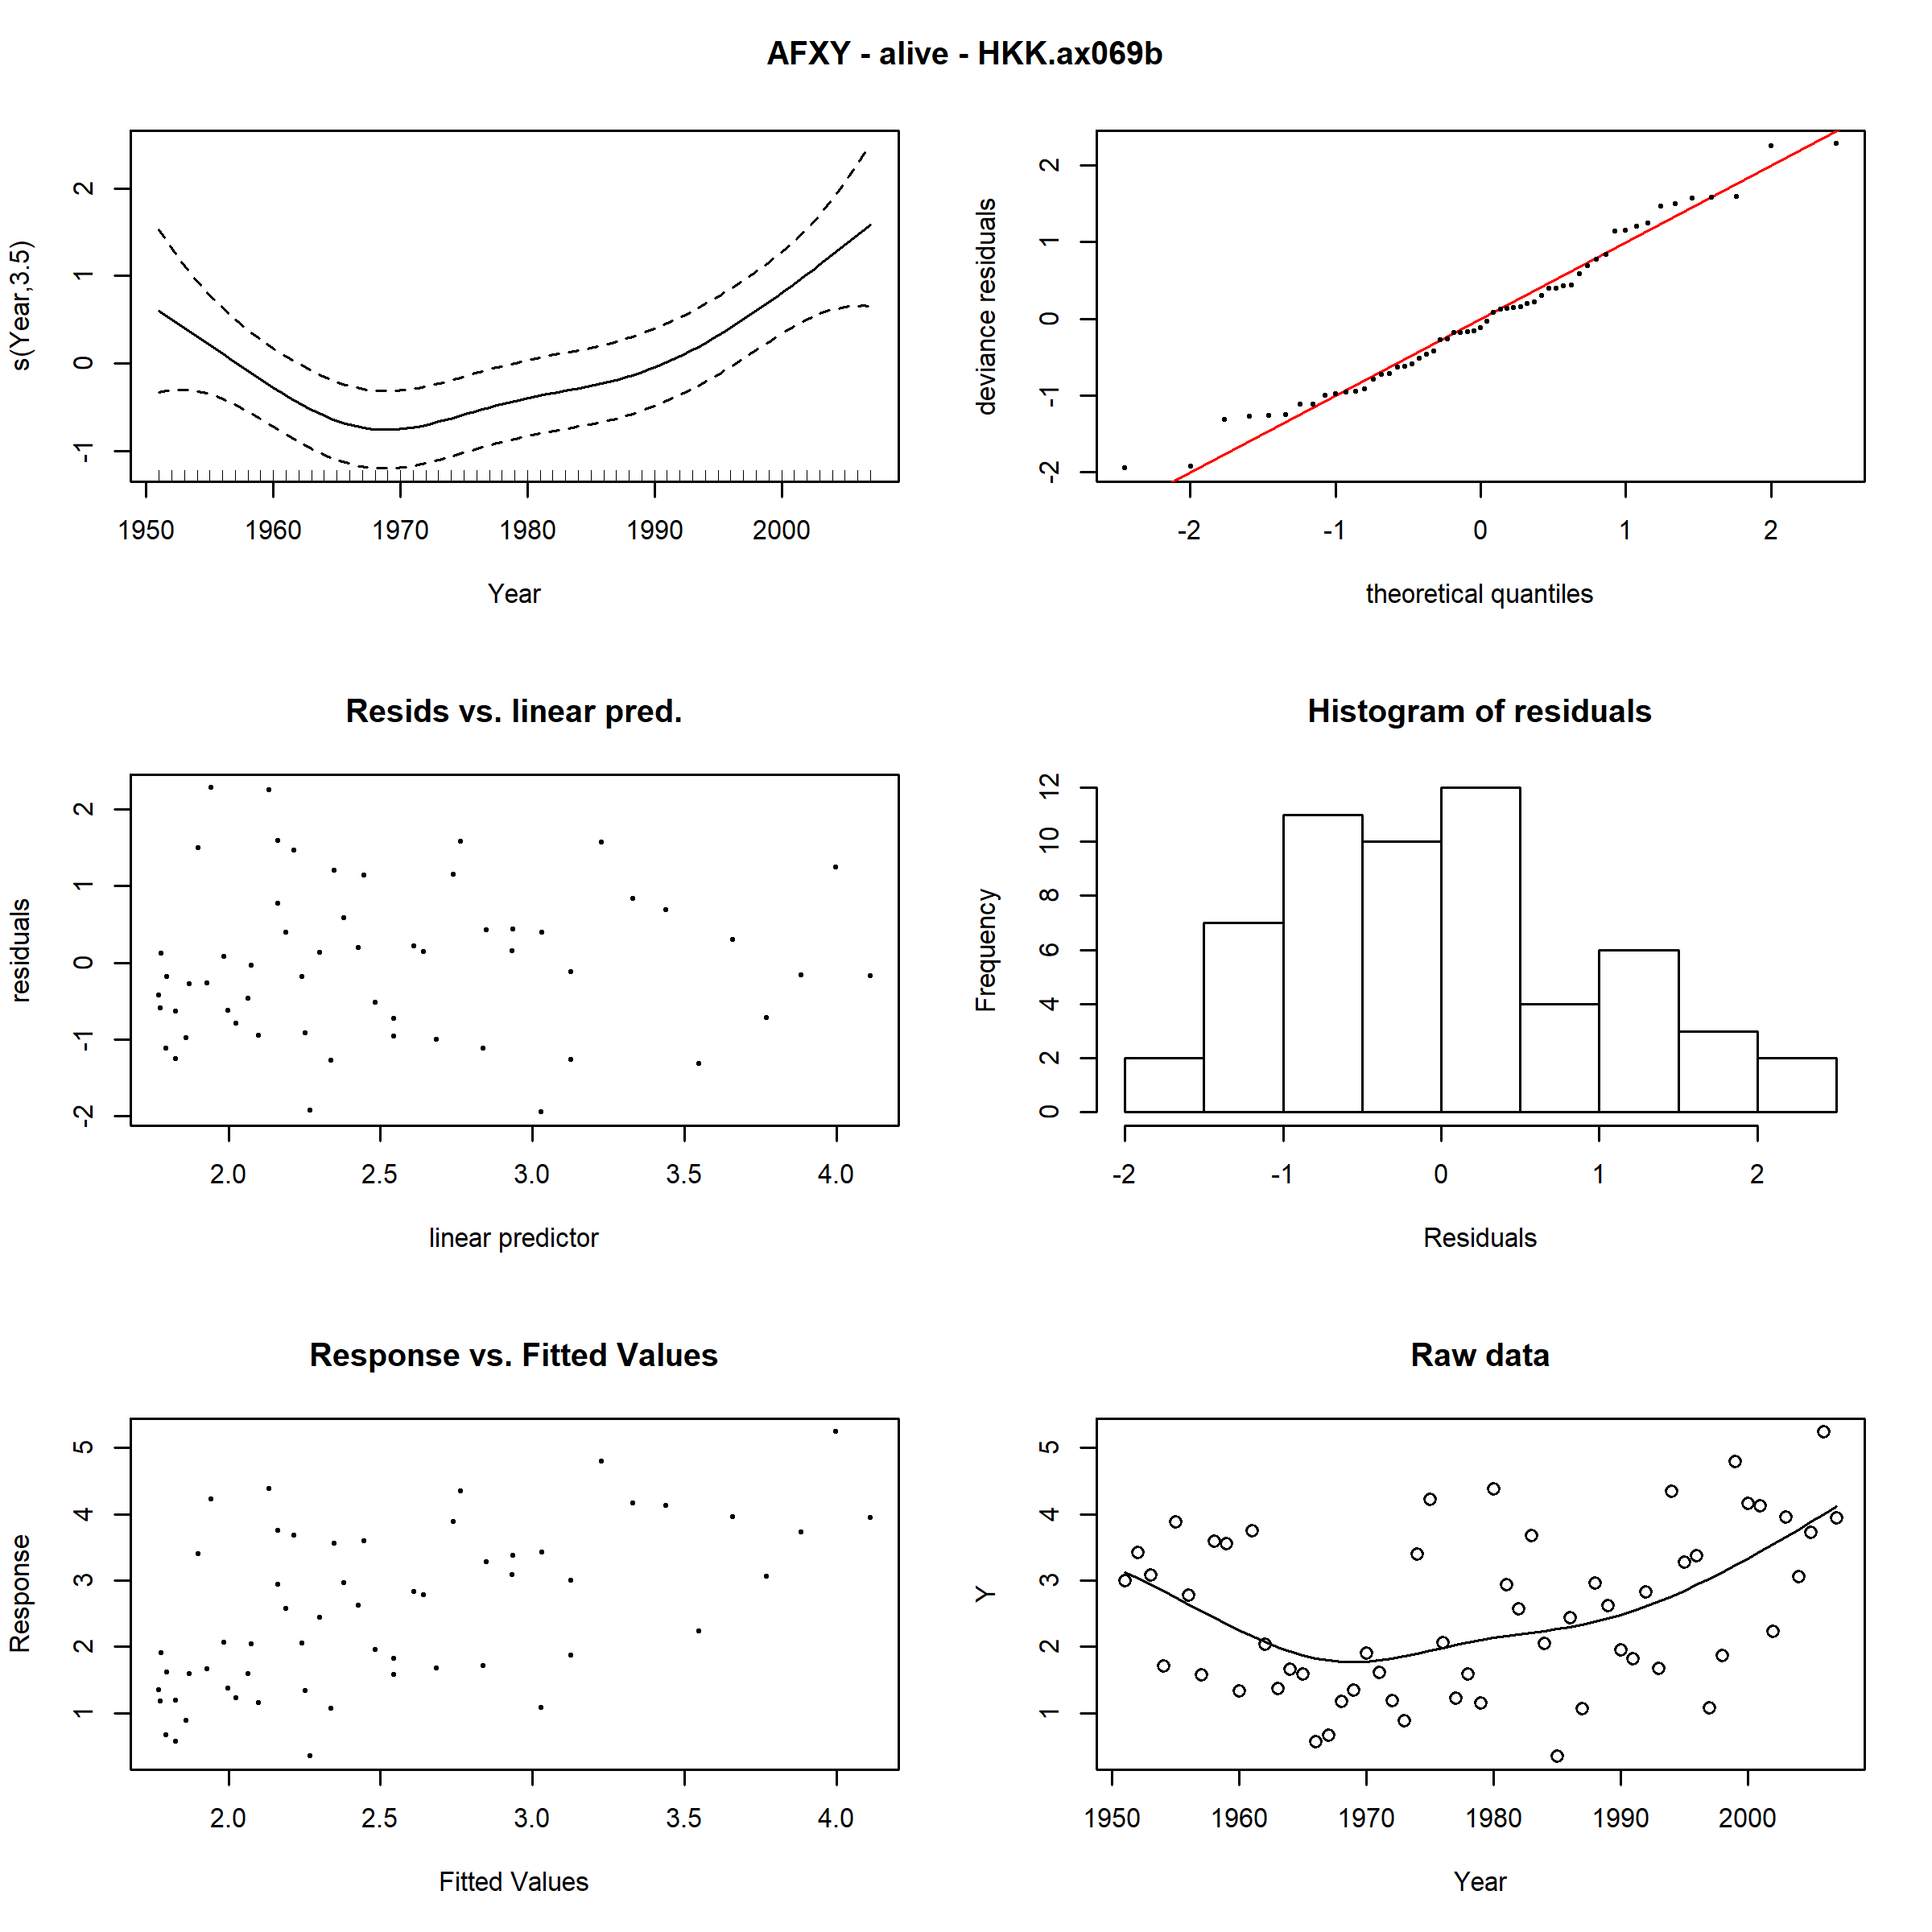 AFXY - alive - HKK.ax069b
s(Year,3.5)
2
1
0
-1
1950 1960 1970 1980 1990 2000
Year
deviance residuals
2
1
0
-1
-2
-2 -1 0 1 2
theoretical quantiles
Resids vs. linear pred.
residuals
2
1
0
-1
-2
2.0 2.5 3.0 3.5 4.0
linear predictor
Histogram of residuals
Frequency
12
10
8
6
4
2
0
-2 -1 0 1 2
Residuals
Response vs. Fitted Values
Response
5
4
3
2
1
2.0 2.5 3.0 3.5 4.0
Fitted Values
Raw data
Y
5
4
3
2
1
1950 1960 1970 1980 1990 2000
Year